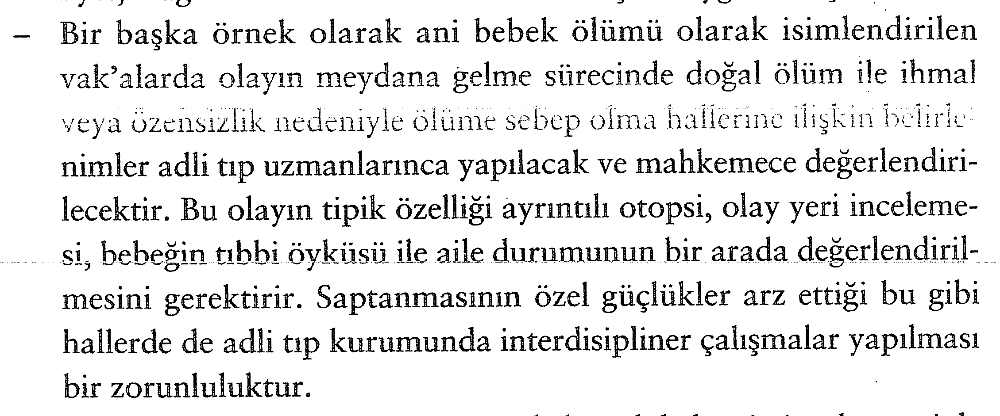 – Bir başka örnek olarak ani bebek ölümü olarak isimlendirilen
vak’alarda olayın meydana gelme sürecinde doğal ölüm ile ihmal
veya özensizlik nedeniyle ölüme sebep olma hallerine ilişkin belirle-
nimler adli tıp uzmanlarınca yapılacak ve mahkemece değerlendiri-
lecektir. Bu olayın tipik özelliği ayrıntılı otopsi, olay yeri inceleme-
si, bebeğin tıbbi öyküsü ile aile durumunun bir arada değerlendiril-
mesini gerektirir. Saptanmasının özel güçlükler arz ettiği bu gibi
hallerde de adli tıp kurumunda interdisipliner çalışmalar yapılması
bir zorunluluktur.